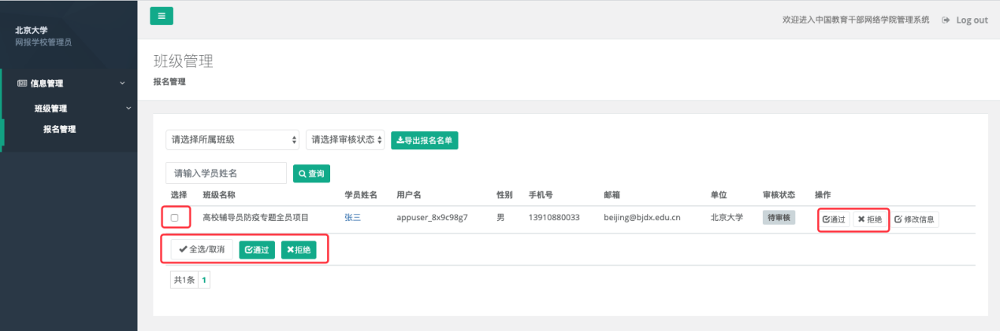 北京大学
网报学校管理员
信息管理
班级管理
报名管理
欢迎进入中国教育干部网络学院管理系统 Log out
班级管理
报名管理
请选择所属班级 请选择审核状态 导出报名名单
请输入学员姓名 查询
选择 班级名称 学员姓名 用户名 性别 手机号 邮箱 单位 审核状态 操作
高校辅导员防疫专题全员项目 张三 appuser_8x9c98g7 男 13910880033 beijing@bjdx.edu.cn 北京大学 待审核 通过 拒绝 修改信息
全选/取消 通过 拒绝
共1条 1